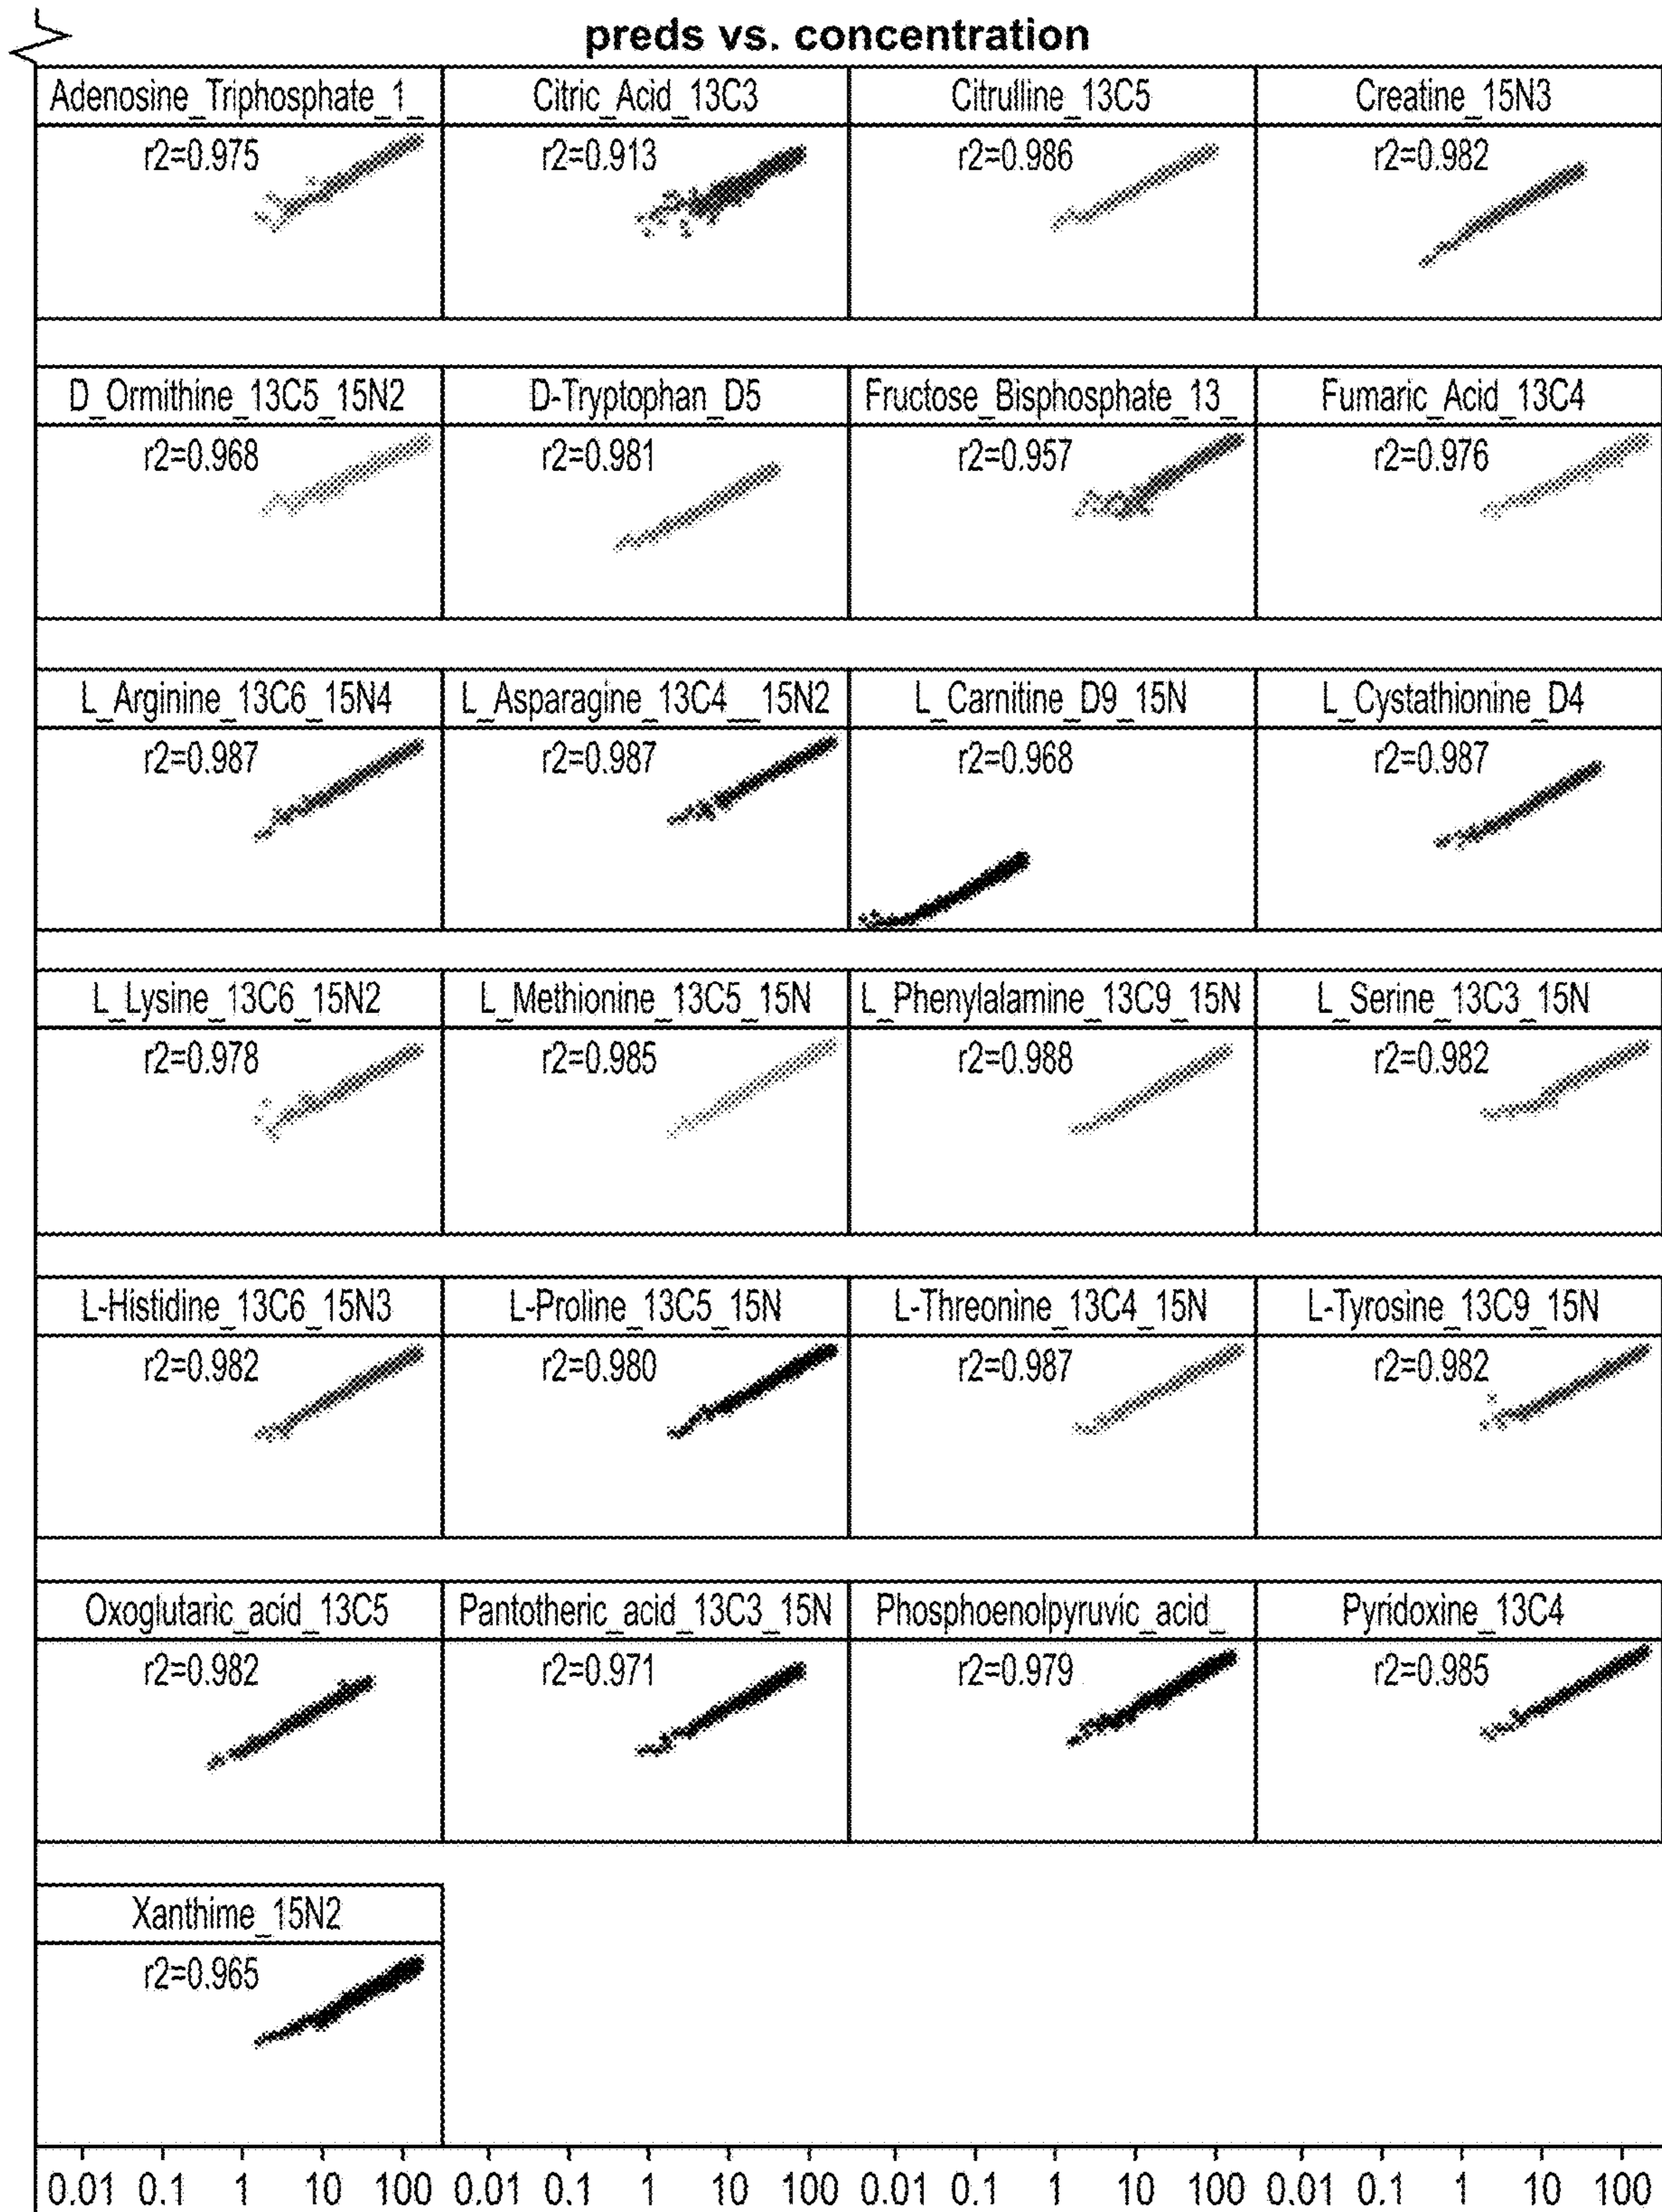 preds vs. concentration
Adenosine_Triphosphate_1_ Citric_Acid_13C3 Citrulline_13C5 Creatine_15N3
r2=0.975 r2=0.913 r2=0.986 r2=0.982
D_Ormithine_13C5_15N2 D-Tryptophan_D5 Fructose_Bisphosphate_13_ Fumaric_Acid_13C4
r2=0.968 r2=0.981 r2=0.957 r2=0.976
L_Arginine_13C6_15N4 L_Asparagine_13C4__15N2 L_Carnitine_D9_15N L_Cystathionine_D4
r2=0.987 r2=0.987 r2=0.968 r2=0.987
L_Lysine_13C6_15N2 L_Methionine_13C5_15N L_Phenylalamine_13C9_15N L_Serine_13C3_15N
r2=0.978 r2=0.985 r2=0.988 r2=0.982
L-Histidine_13C6_15N3 L-Proline_13C5_15N L-Threonine_13C4_15N L-Tyrosine_13C9_15N
r2=0.982 r2=0.980 r2=0.987 r2=0.982
Oxoglutaric_acid_13C5 Pantotheric_acid_13C3_15N Phosphoenolpyruvic_acid_ Pyridoxine_13C4
r2=0.982 r2=0.971 r2=0.979 r2=0.985
Xanthime_15N2
r2=0.965
0.01 0.1 1 10 100 0.01 0.1 1 10 100 0.01 0.1 1 10 100 0.01 0.1 1 10 100